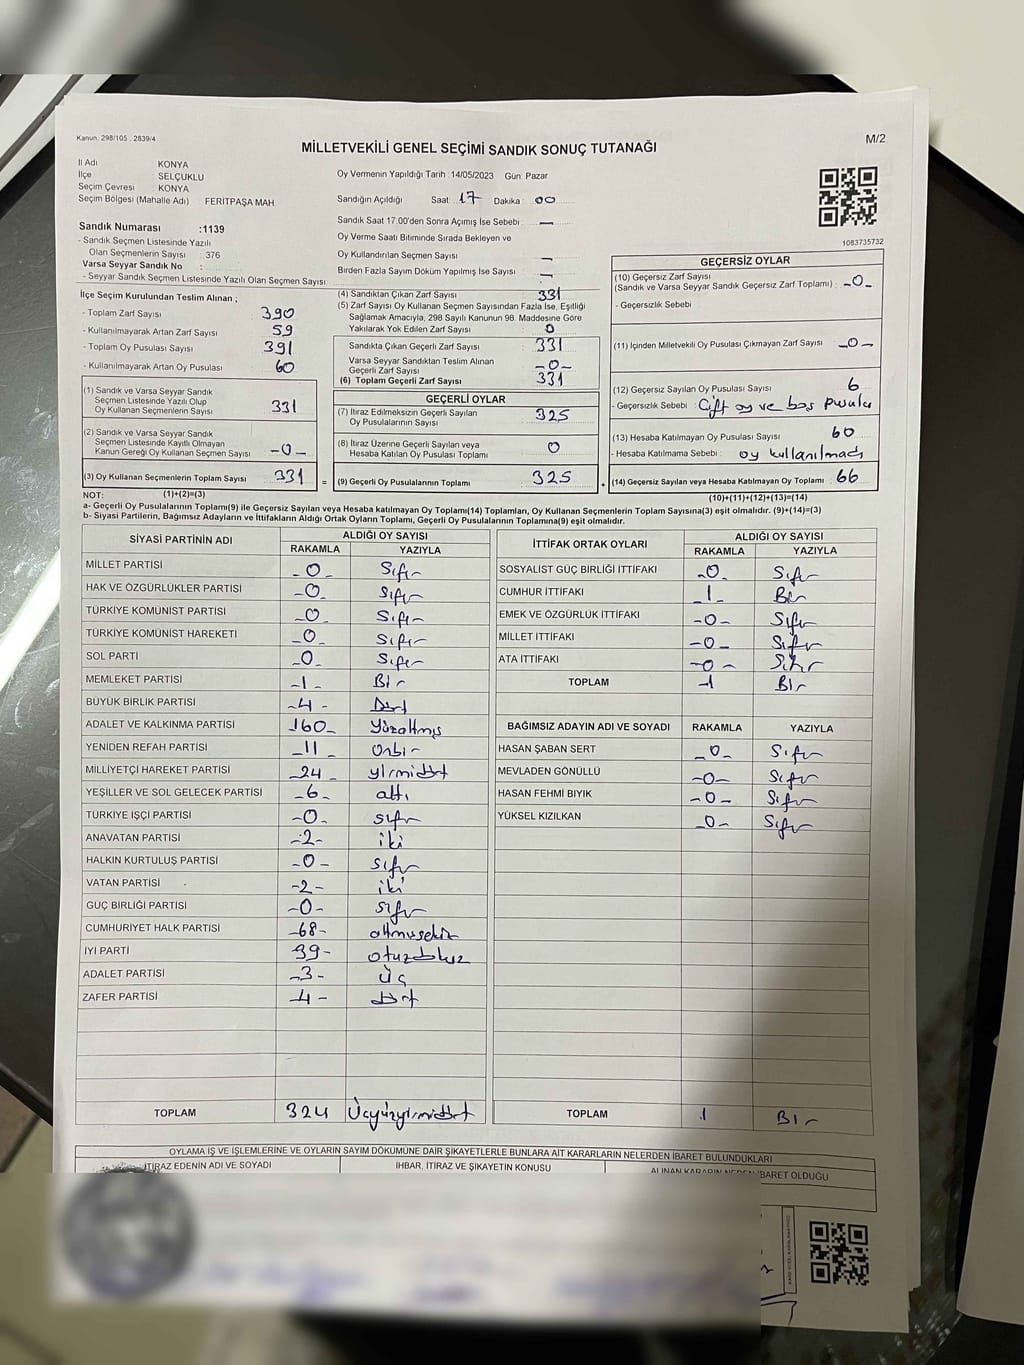 Kanun, 298/105 . 2839/4
M/2
MİLLETVEKİLİ GENEL SEÇİMİ SANDIK SONUÇ TUTANAĞI
İl Adı KONYA
İlçe SELÇUKLU
Seçim Çevresi : KONYA
Seçim Bölgesi (Mahalle Adı) FERİTPAŞA MAH
Sandık Numarası :1139
- Sandık Seçmen Listesinde Yazılı
Olan Seçmenlerin Sayısı : 376
Varsa Seyyar Sandık No :
- Seyyar Sandık Seçmen Listesinde Yazılı Olan Seçmen Sayısı
Oy Vermenin Yapıldığı Tarih :14/05/2023 Gün: Pazar
Sandığın Açıldığı Saat 17 Dakika : 00
Sandık Saat 17.00'den Sonra Açımış İse Sebebi : —
Oy Verme Saati Bitiminde Sırada Bekleyen ve
Oy Kullandırılan Seçmen Sayısı —
Birden Fazla Sayım Döküm Yapılmış İse Sayısı —
1083735732
İlçe Seçim Kurulundan Teslim Alınan ;
- Toplam Zarf Sayısı 390
- Kullanılmayarak Artan Zarf Sayısı 59
- Toplam Oy Pusulası Sayısı 391
- Kullanılmayarak Artan Oy Pusulası 60
(1) Sandık ve Varsa Seyyar Sandık
Seçmen Listesinde Yazılı Olup
Oy Kullanan Seçmenlerin Sayısı 331
(2) Sandık ve Varsa Seyyar Sandık
Seçmen Listesinde Kayıtlı Olmayan
Kanun Gereği Oy Kullanan Seçmen Sayısı -0-
(3) Oy Kullanan Seçmenlerin Toplam Sayısı 331
(1)+(2)=(3)
(4) Sandıktan Çıkan Zarf Sayısı 331
(5) Zarf Sayısı Oy Kullanan Seçmen Sayısından Fazla İse, Eşitliği
Sağlamak Amacıyla, 298 Sayılı Kanunun 98. Maddesine Göre
Yakılarak Yok Edilen Zarf Sayısı 0
Sandıkta Çıkan Geçerli Zarf Sayısı 331
Varsa Seyyar Sandıktan Teslim Alınan
Geçerli Zarf Sayısı -0-
(6) Toplam Geçerli Zarf Sayısı 331
GEÇERLİ OYLAR
(7) İtiraz Edilmeksizin Geçerli Sayılan
Oy Pusulalarının Sayısı 325
(8) İtiraz Üzerine Geçerli Sayılan veya
Hesaba Katılan Oy Pusulası Toplamı 0
= (9) Geçerli Oy Pusulalarının Toplamı 325
GEÇERSİZ OYLAR
(10) Geçersiz Zarf Sayısı
(Sandık ve Varsa Seyyar Sandık Geçersiz Zarf Toplamı) : -0-
- Geçersizlik Sebebi :
(11) İçinden Milletvekili Oy Pusulası Çıkmayan Zarf Sayısı -0-
(12) Geçersiz Sayılan Oy Pusulası Sayısı 6
- Geçersizlik Sebebi : Çift oy ve boş pusula
(13) Hesaba Katılmayan Oy Pusulası Sayısı 60
- Hesaba Katılmama Sebebi : oy kullanılmadı
+ (14) Geçersiz Sayılan veya Hesaba Katılmayan Oy Toplamı : 66
(10)+(11)+(12)+(13)=(14)
NOT:
a- Geçerli Oy Pusulalarının Toplamı(9) ile Geçersiz Sayılan veya Hesaba Katılmayan Oy Toplamı(14) Toplamları, Oy Kullanan Seçmenlerin Toplam Sayısına(3) eşit olmalıdır. (9)+(14)=(3)
b- Siyasi Partilerin, Bağımsız Adayların ve İttifakların Aldığı Ortak Oyların Toplamı, Geçerli Oy Pusulalarının Toplamına(9) eşit olmalıdır.
SİYASİ PARTİNİN ADI ALDIĞI OY SAYISI
RAKAMLA YAZIYLA
MİLLET PARTİSİ -0- Sıfır
HAK VE ÖZGÜRLÜKLER PARTİSİ -0- Sıfır
TÜRKİYE KOMÜNİST PARTİSİ -0- Sıfır
TÜRKİYE KOMÜNİST HAREKETİ -0- Sıfır
SOL PARTİ -0- Sıfır
MEMLEKET PARTİSİ -1- Bir
BÜYÜK BİRLİK PARTİSİ -4- Dört
ADALET VE KALKINMA PARTİSİ 160- Yüzaltmış
YENİDEN REFAH PARTİSİ -11- Onbir
MİLLİYETÇİ HAREKET PARTİSİ -24- yirmidört
YEŞİLLER VE SOL GELECEK PARTİSİ -6- altı
TÜRKİYE İŞÇİ PARTİSİ -0- sıfır
ANAVATAN PARTİSİ -2- iki
HALKIN KURTULUŞ PARTİSİ -0- sıfır
VATAN PARTİSİ -2- iki
GÜÇ BİRLİĞİ PARTİSİ -0- sıfır
CUMHURİYET HALK PARTİSİ -68- altmışsekiz
İYİ PARTİ 39- otuzdokuz
ADALET PARTİSİ -3- üç
ZAFER PARTİSİ -4- dört
TOPLAM 324 Üçyüzyirmidört
İTTİFAK ORTAK OYLARI ALDIĞI OY SAYISI
RAKAMLA YAZIYLA
SOSYALİST GÜÇ BİRLİĞİ İTTİFAKI -0- Sıfır
CUMHUR İTTİFAKI -1- Bir
EMEK VE ÖZGÜRLÜK İTTİFAKI -0- Sıfır
MİLLET İTTİFAKI -0- Sıfır
ATA İTTİFAKI -0- Sıfır
TOPLAM -1 Bir
BAĞIMSIZ ADAYIN ADI VE SOYADI RAKAMLA YAZIYLA
HASAN ŞABAN SERT -0- Sıfır
MEVLADEN GÖNÜLLÜ -0- Sıfır
HASAN FEHMİ BIYIK -0- Sıfır
YÜKSEL KIZILKAN -0- Sıfır
TOPLAM 1 Bir
OYLAMA İŞ VE İŞLEMLERİNE VE OYLARIN SAYIM DÖKÜMÜNE DAİR ŞİKAYETLERLE BUNLARA AİT KARARLARIN NELERDEN İBARET BULUNDUKLARI
İTİRAZ EDENİN ADI VE SOYADI İHBAR, İTİRAZ VE ŞİKAYETİN KONUSU ALINAN KARARIN NEDEN İBARET OLDUĞU